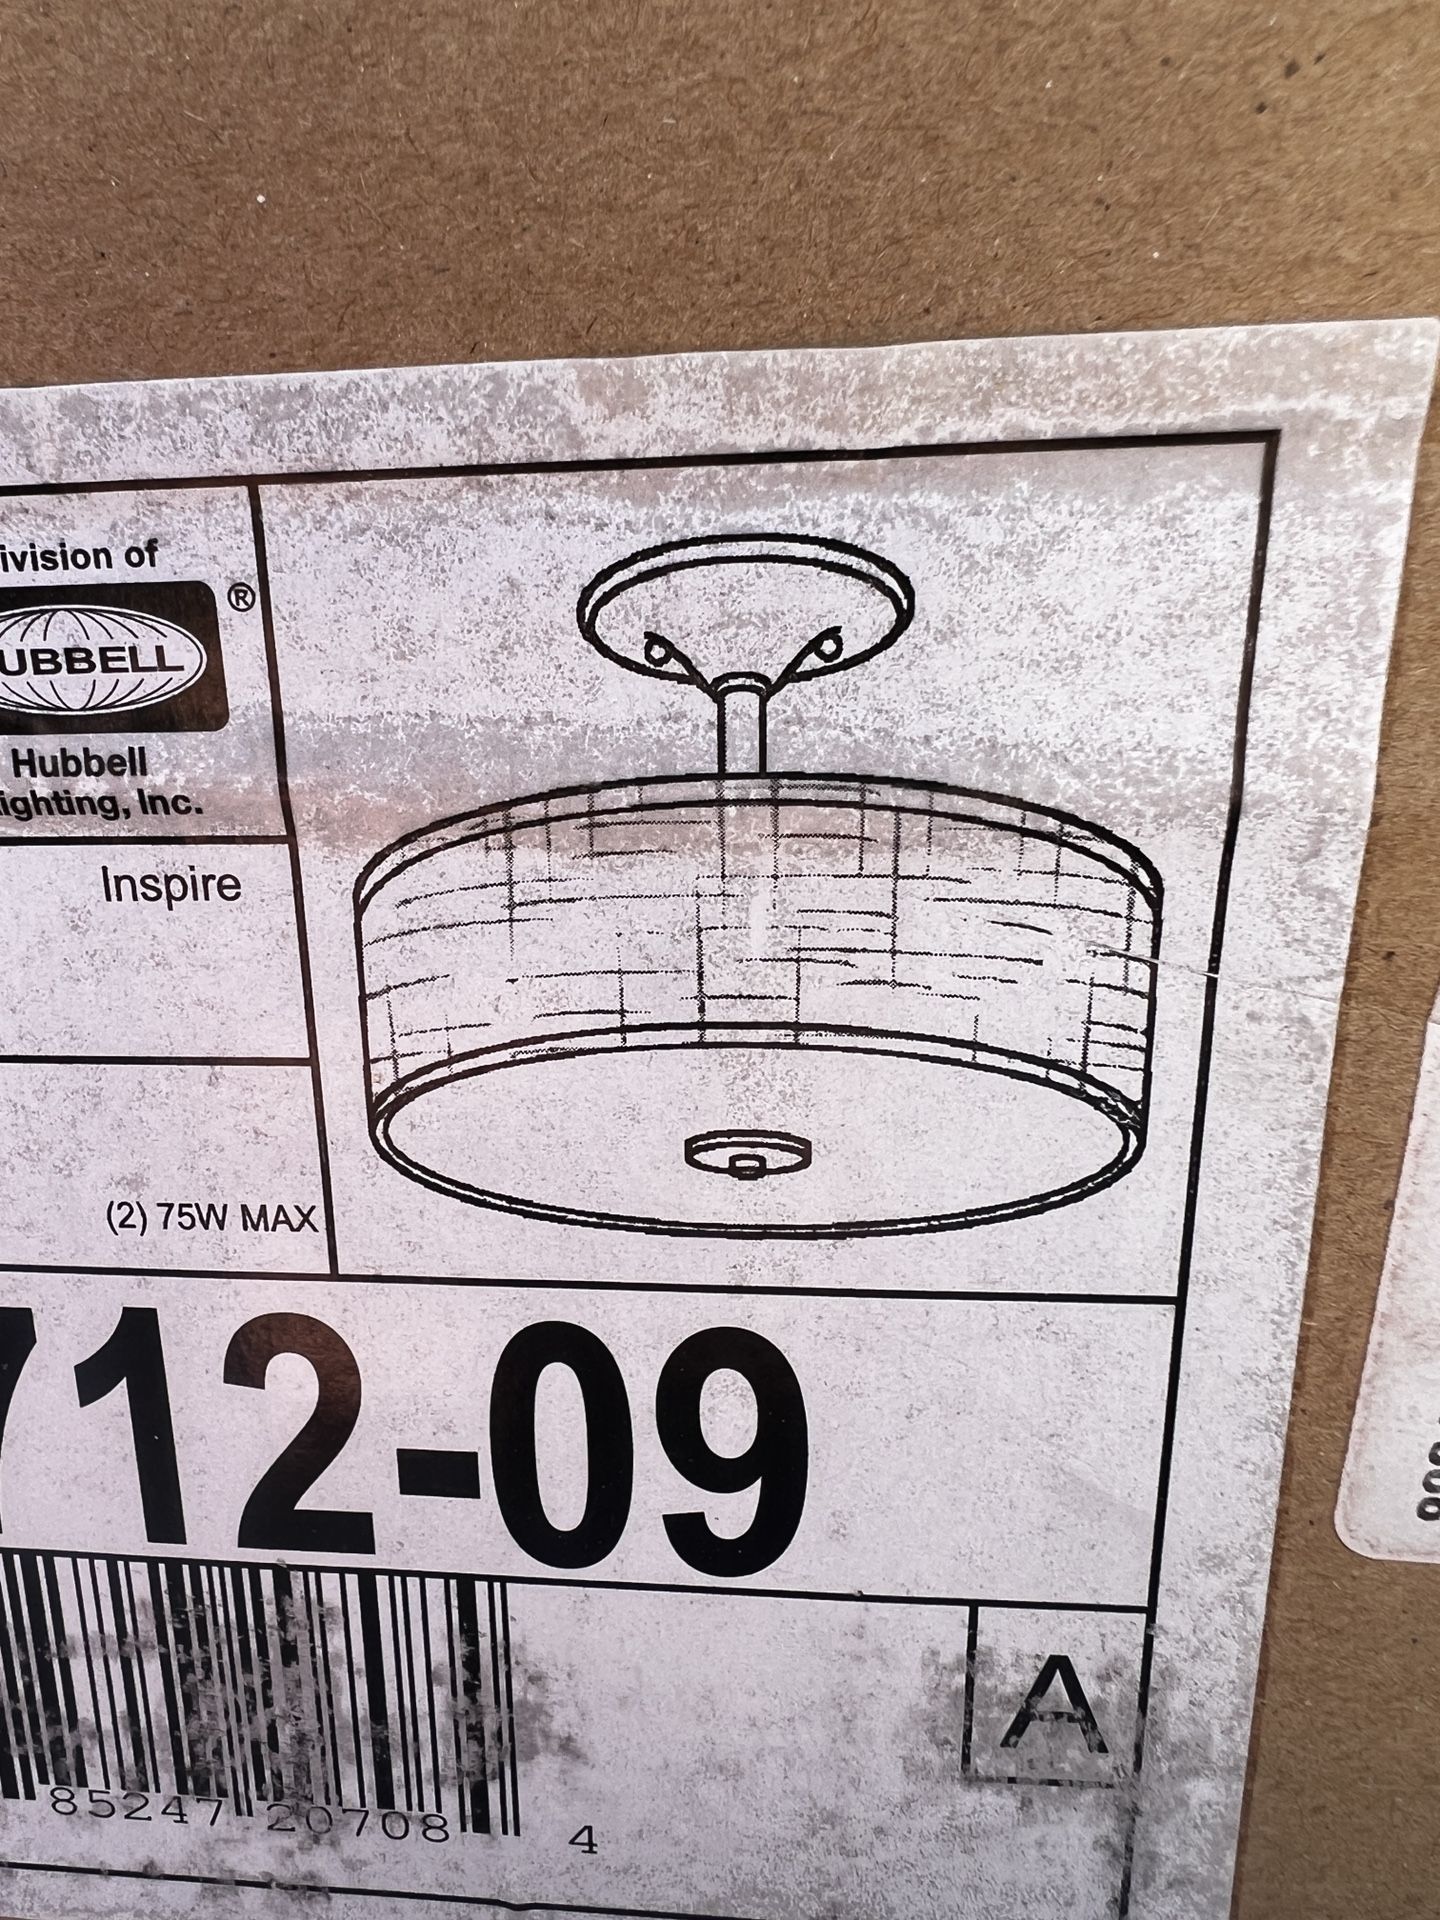 ivision of
UBBELL ®
Hubbell
ighting, Inc.
Inspire
(2) 75W MAX
712-09
85247 20708 4
A